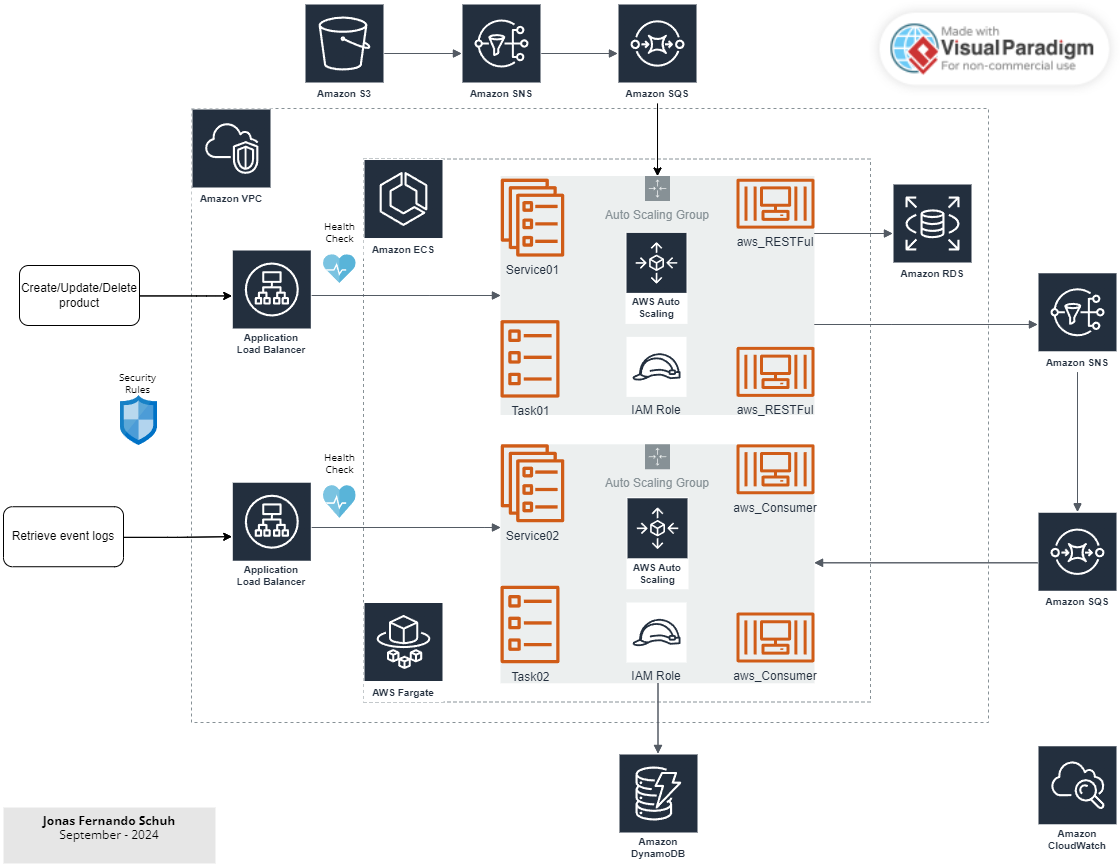 Made with
VisualParadigm
For non-commercial use
Amazon S3
Amazon SNS
Amazon SQS
Amazon VPC
Amazon ECS
Health
Check
Service01
Auto Scaling Group
AWS Auto
Scaling
aws_RESTFul
Amazon RDS
Create/Update/Delete
product
Application
Load Balancer
Amazon SNS
Security
Rules
Task01
IAM Role
aws_RESTFul
Health
Check
Service02
Auto Scaling Group
AWS Auto
Scaling
aws_Consumer
Retrieve event logs
Application
Load Balancer
Amazon SQS
AWS Fargate
Task02
IAM Role
aws_Consumer
Jonas Fernando Schuh
September - 2024
Amazon
DynamoDB
Amazon
CloudWatch